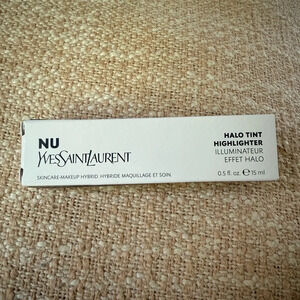 NU
YVESSAINTLAURENT
SKINCARE-MAKEUP HYBRID HYBRIDE MAQUILLAGE ET SOIN.
HALO TINT
HIGHLIGHTER
ILLUMINATEUR
EFFET HALO
0.5 fl. oz. ℮ 15 ml